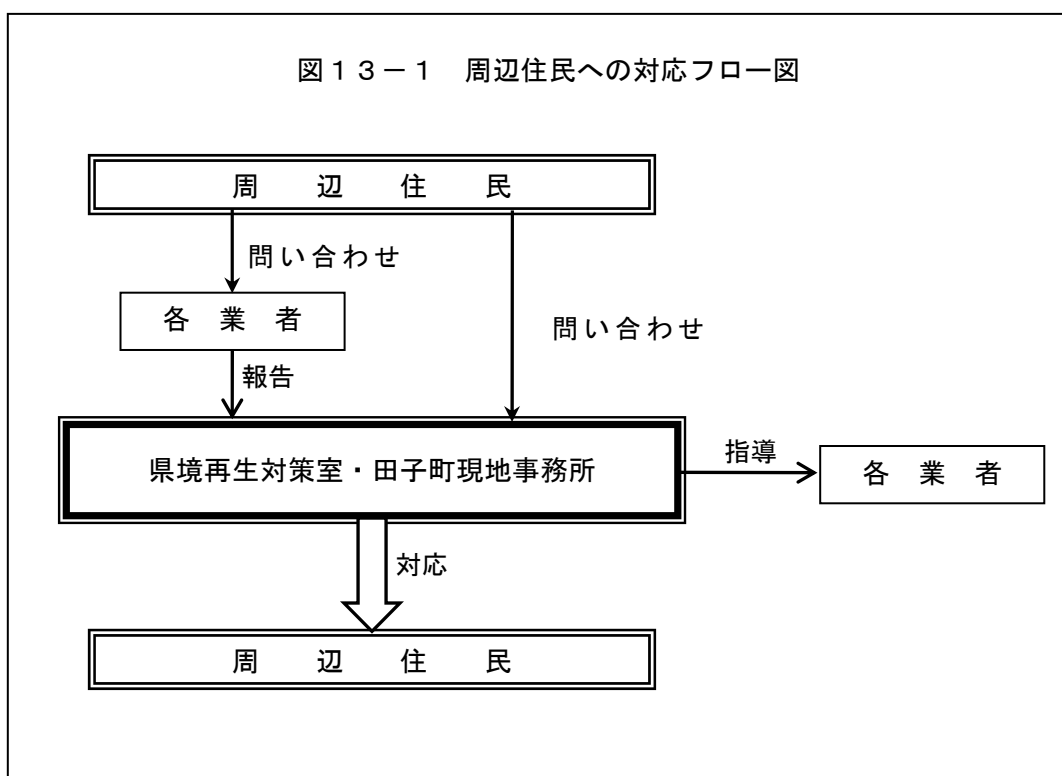 図13-1 周辺住民への対応フロー図
周辺住民
問い合わせ
各業者
問い合わせ
報告
県境再生対策室・田子町現地事務所
指導
各業者
対応
周辺住民